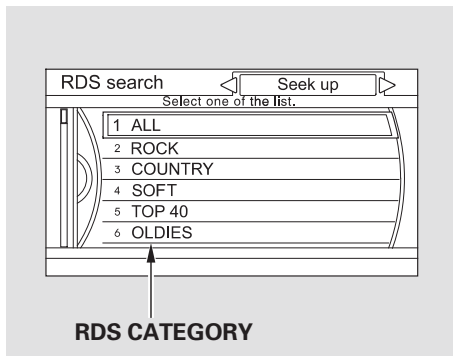 RDS search Seek up
Select one of the list.
1 ALL
2 ROCK
3 COUNTRY
4 SOFT
5 TOP 40
6 OLDIES
RDS CATEGORY